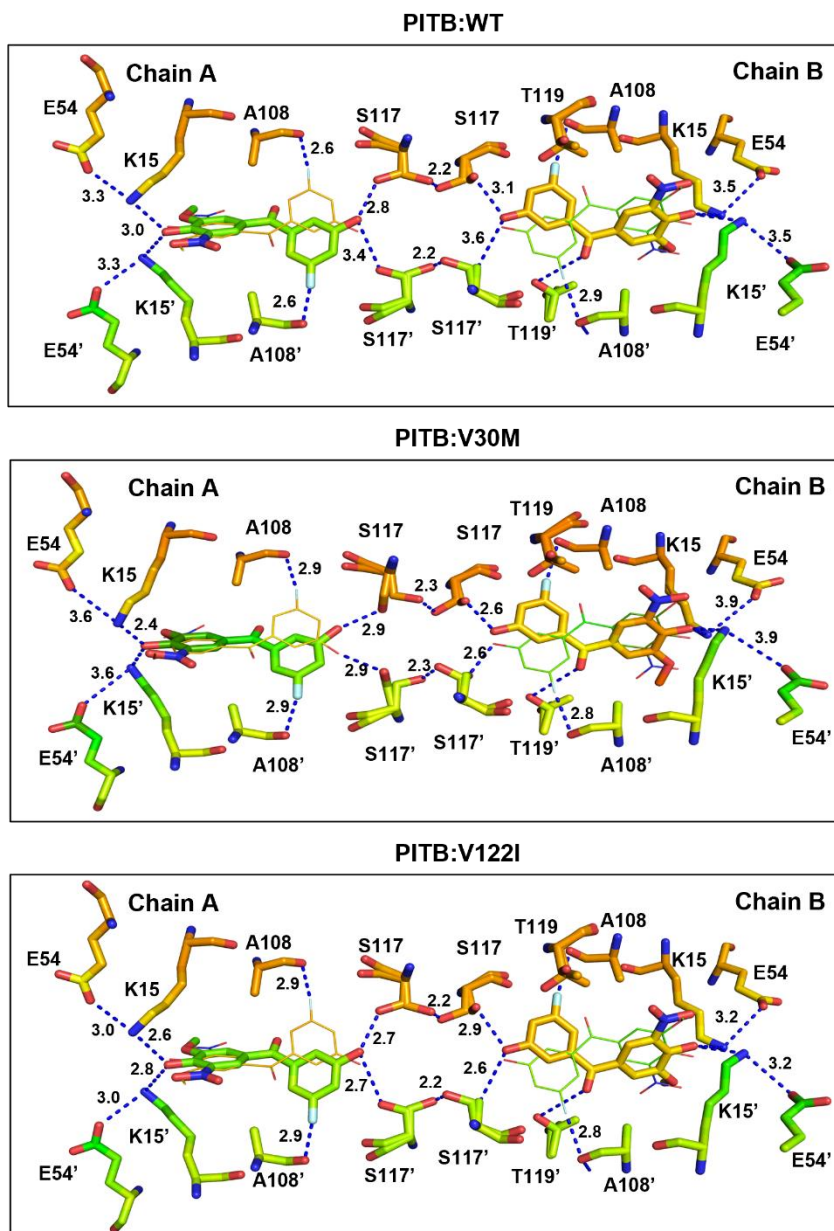 PITB:WT
Chain A
Chain B
E54
K15
A108
S117
S117
T119
A108
K15
E54
2.6
2.2
3.3
2.8
3.1
3.5
3.0
3.4
3.6
3.3
2.2
3.5
2.6
2.9
K15’
E54’
A108’
S117’
S117’
T119’
A108’
K15’
E54’
PITB:V30M
Chain A
Chain B
E54
K15
A108
S117
S117
T119
A108
K15
E54
2.9
2.3
3.6
2.4
2.9
2.6
3.9
3.9
3.6
2.9
2.6
2.3
2.9
2.8
K15’
E54’
A108’
S117’
S117’
T119’
A108’
K15’
E54’
PITB:V122I
Chain A
Chain B
E54
K15
A108
S117
S117
T119
A108
K15
E54
2.9
2.2
3.0
2.6
2.7
2.9
3.2
2.8
2.7
2.6
3.2
3.0
2.2
2.9
2.8
K15’
E54’
A108’
S117’
S117’
T119’
A108’
K15’
E54’